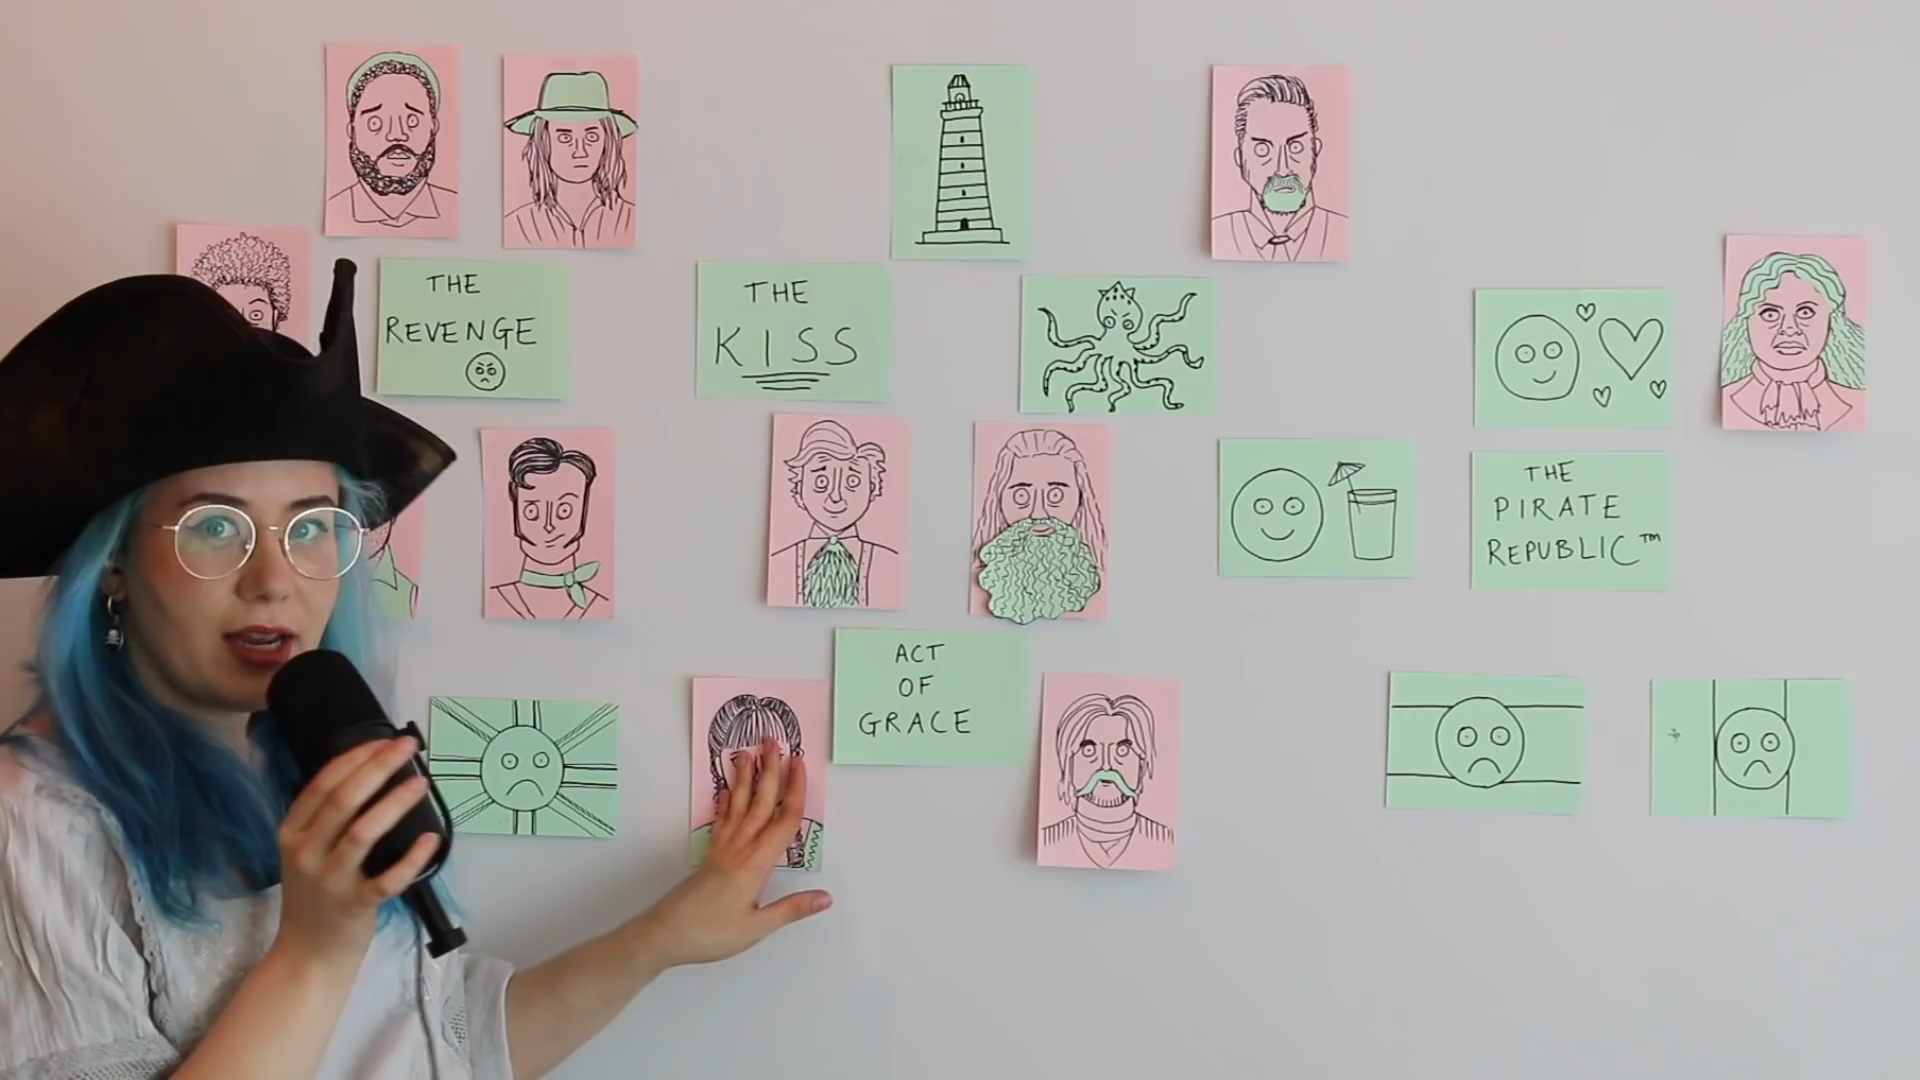 THE
REVENGE
THE
KISS
THE
PIRATE
REPUBLIC™
ACT
OF
GRACE